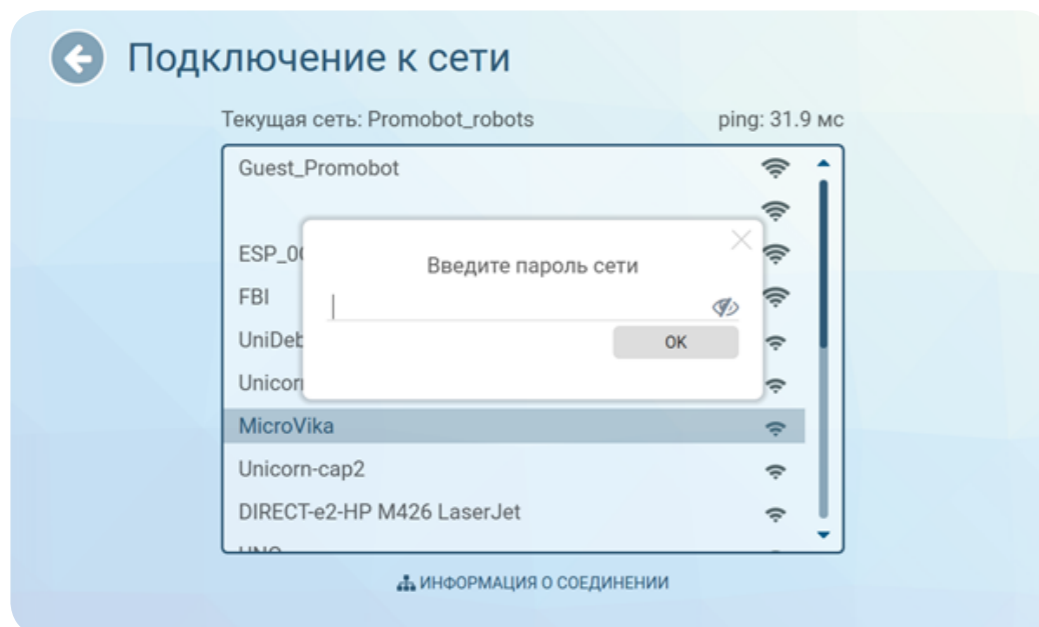 Подключение к сети
Текущая сеть: Promobot_robots ping: 31.9 мс
Guest_Promobot
Введите пароль сети
FBI
OK
MicroVika
Unicorn-cap2
DIRECT-e2-HP M426 LaserJet
ИНФОРМАЦИЯ О СОЕДИНЕНИИ